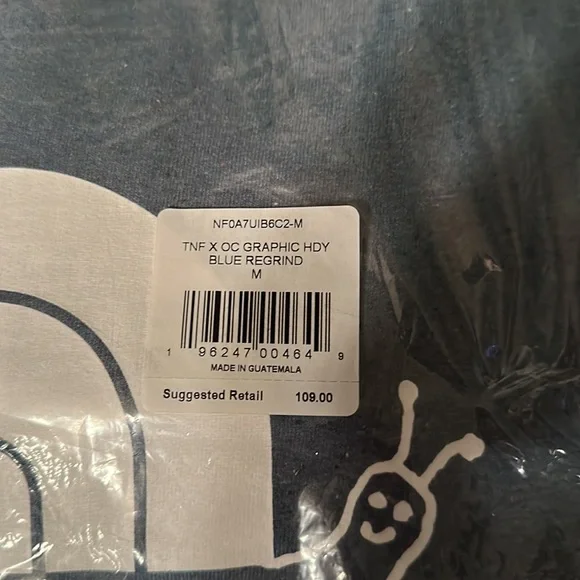 NF0A7UIB6C2-M
TNF X OC GRAPHIC HDY
BLUE REGRIND
M
1 96247 00464 9
MADE IN GUATEMALA
Suggested Retail 109.00